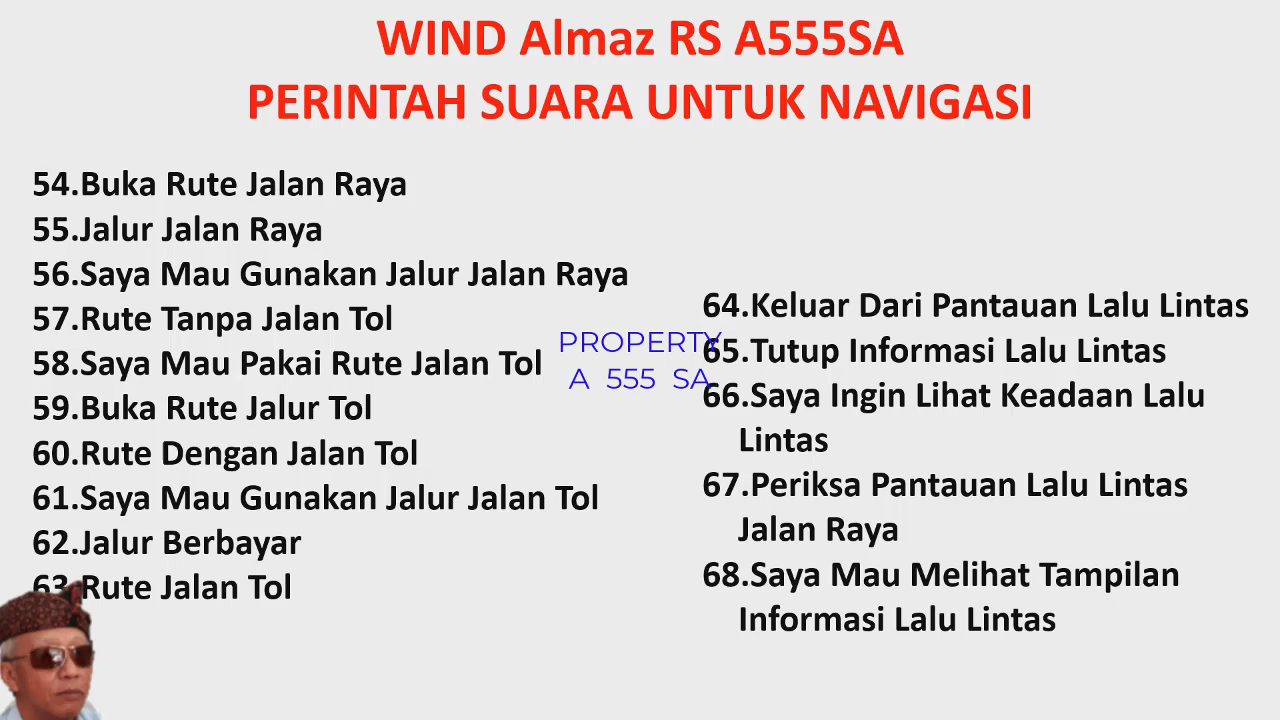 WIND Almaz RS A555SA
PERINTAH SUARA UNTUK NAVIGASI
54.Buka Rute Jalan Raya
55.Jalur Jalan Raya
56.Saya Mau Gunakan Jalur Jalan Raya
57.Rute Tanpa Jalan Tol
58.Saya Mau Pakai Rute Jalan Tol
59.Buka Rute Jalur Tol
60.Rute Dengan Jalan Tol
61.Saya Mau Gunakan Jalur Jalan Tol
62.Jalur Berbayar
63.Rute Jalan Tol
PROPERTY
A 555 SA
64.Keluar Dari Pantauan Lalu Lintas
65.Tutup Informasi Lalu Lintas
66.Saya Ingin Lihat Keadaan Lalu
Lintas
67.Periksa Pantauan Lalu Lintas
Jalan Raya
68.Saya Mau Melihat Tampilan
Informasi Lalu Lintas